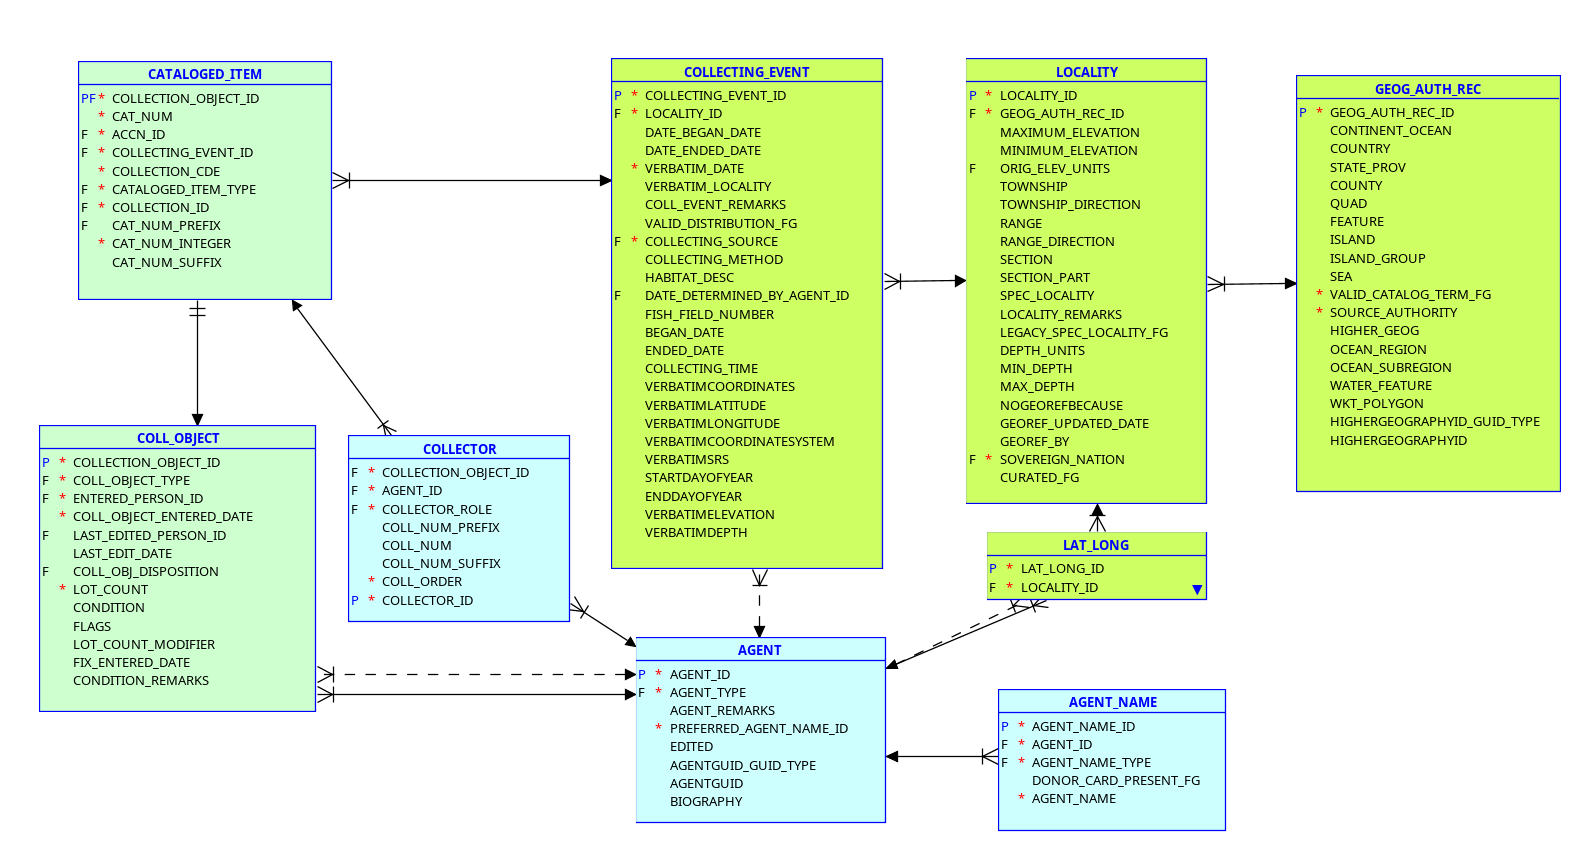 CATALOGED_ITEM
PF * COLLECTION_OBJECT_ID
* CAT_NUM
F * ACCN_ID
F * COLLECTING_EVENT_ID
* COLLECTION_CDE
F * CATALOGED_ITEM_TYPE
F * COLLECTION_ID
F CAT_NUM_PREFIX
* CAT_NUM_INTEGER
CAT_NUM_SUFFIX
COLLECTING_EVENT
P * COLLECTING_EVENT_ID
F * LOCALITY_ID
DATE_BEGAN_DATE
DATE_ENDED_DATE
* VERBATIM_DATE
VERBATIM_LOCALITY
COLL_EVENT_REMARKS
VALID_DISTRIBUTION_FG
F * COLLECTING_SOURCE
COLLECTING_METHOD
HABITAT_DESC
F DATE_DETERMINED_BY_AGENT_ID
FISH_FIELD_NUMBER
BEGAN_DATE
ENDED_DATE
COLLECTING_TIME
VERBATIMCOORDINATES
VERBATIMLATITUDE
VERBATIMLONGITUDE
VERBATIMCOORDINATESYSTEM
VERBATIMSRS
STARTDAYOFYEAR
ENDDAYOFYEAR
VERBATIMELEVATION
VERBATIMDEPTH
LOCALITY
P * LOCALITY_ID
F * GEOG_AUTH_REC_ID
MAXIMUM_ELEVATION
MINIMUM_ELEVATION
F ORIG_ELEV_UNITS
TOWNSHIP
TOWNSHIP_DIRECTION
RANGE
RANGE_DIRECTION
SECTION
SECTION_PART
SPEC_LOCALITY
LOCALITY_REMARKS
LEGACY_SPEC_LOCALITY_FG
DEPTH_UNITS
MIN_DEPTH
MAX_DEPTH
NOGEOREFBECAUSE
GEOREF_UPDATED_DATE
GEOREF_BY
F * SOVEREIGN_NATION
CURATED_FG
GEOG_AUTH_REC
P * GEOG_AUTH_REC_ID
CONTINENT_OCEAN
COUNTRY
STATE_PROV
COUNTY
QUAD
FEATURE
ISLAND
ISLAND_GROUP
SEA
* VALID_CATALOG_TERM_FG
* SOURCE_AUTHORITY
HIGHER_GEOG
OCEAN_REGION
OCEAN_SUBREGION
WATER_FEATURE
WKT_POLYGON
HIGHERGEOGRAPHYID_GUID_TYPE
HIGHERGEOGRAPHYID
COLL_OBJECT
P * COLLECTION_OBJECT_ID
F * COLL_OBJECT_TYPE
F * ENTERED_PERSON_ID
* COLL_OBJECT_ENTERED_DATE
F LAST_EDITED_PERSON_ID
LAST_EDIT_DATE
F COLL_OBJ_DISPOSITION
* LOT_COUNT
CONDITION
FLAGS
LOT_COUNT_MODIFIER
FIX_ENTERED_DATE
CONDITION_REMARKS
COLLECTOR
F * COLLECTION_OBJECT_ID
F * AGENT_ID
F * COLLECTOR_ROLE
COLL_NUM_PREFIX
COLL_NUM
COLL_NUM_SUFFIX
* COLL_ORDER
P * COLLECTOR_ID
LAT_LONG
P * LAT_LONG_ID
F * LOCALITY_ID
AGENT
P * AGENT_ID
F * AGENT_TYPE
AGENT_REMARKS
* PREFERRED_AGENT_NAME_ID
EDITED
AGENTGUID_GUID_TYPE
AGENTGUID
BIOGRAPHY
AGENT_NAME
P * AGENT_NAME_ID
F * AGENT_ID
F * AGENT_NAME_TYPE
DONOR_CARD_PRESENT_FG
* AGENT_NAME